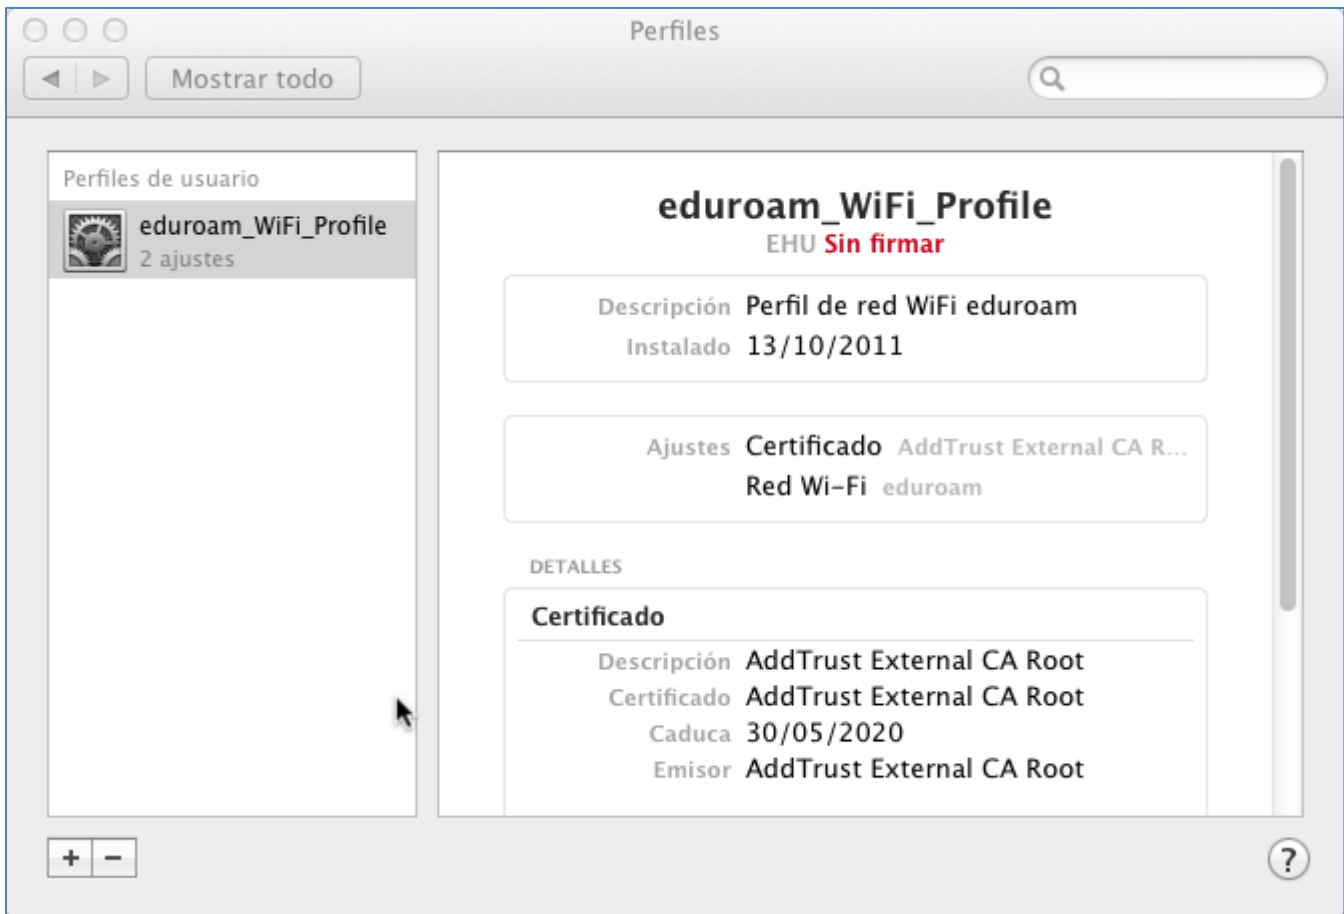 Perfiles
Mostrar todo
Perfiles de usuario
eduroam_WiFi_Profile
2 ajustes
eduroam_WiFi_Profile
EHU Sin firmar
Descripción Perfil de red WiFi eduroam
Instalado 13/10/2011
Ajustes Certificado AddTrust External CA R...
Red Wi-Fi eduroam
DETALLES
Certificado
Descripción AddTrust External CA Root
Certificado AddTrust External CA Root
Caduca 30/05/2020
Emisor AddTrust External CA Root
+ −
?